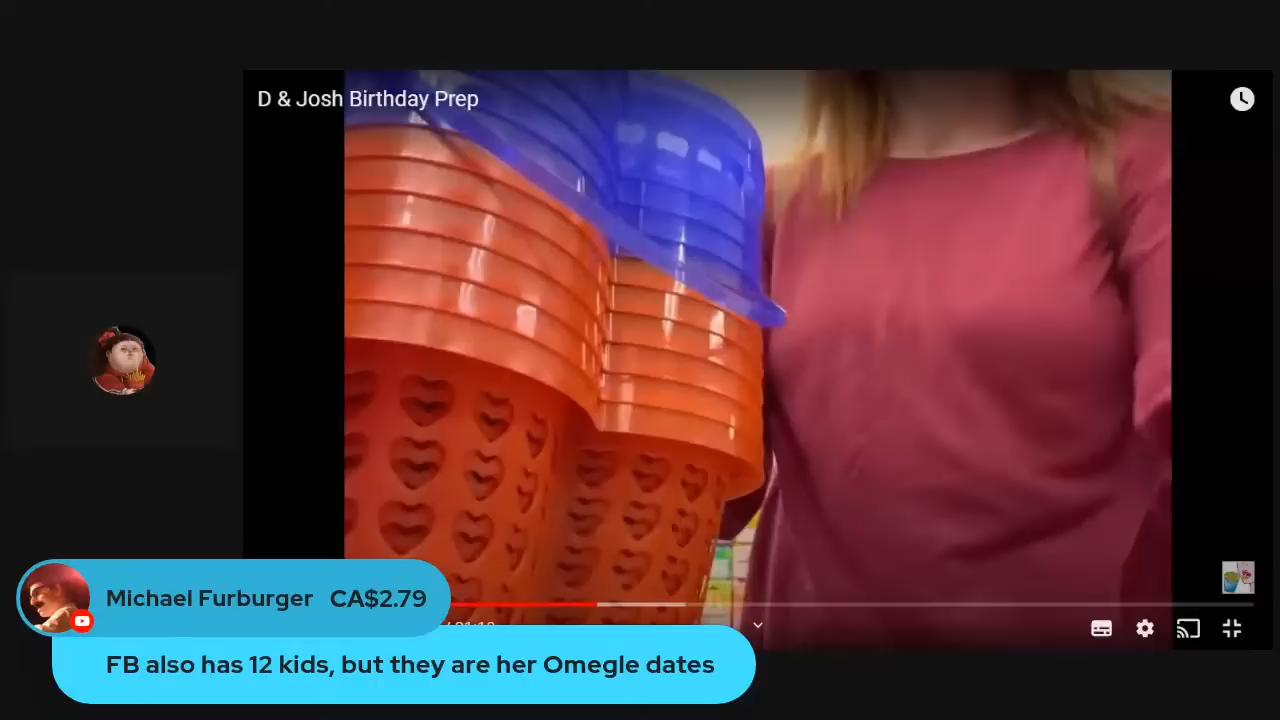 D & Josh Birthday Prep
Michael Furburger CA$2.79
FB also has 12 kids, but they are her Omegle dates